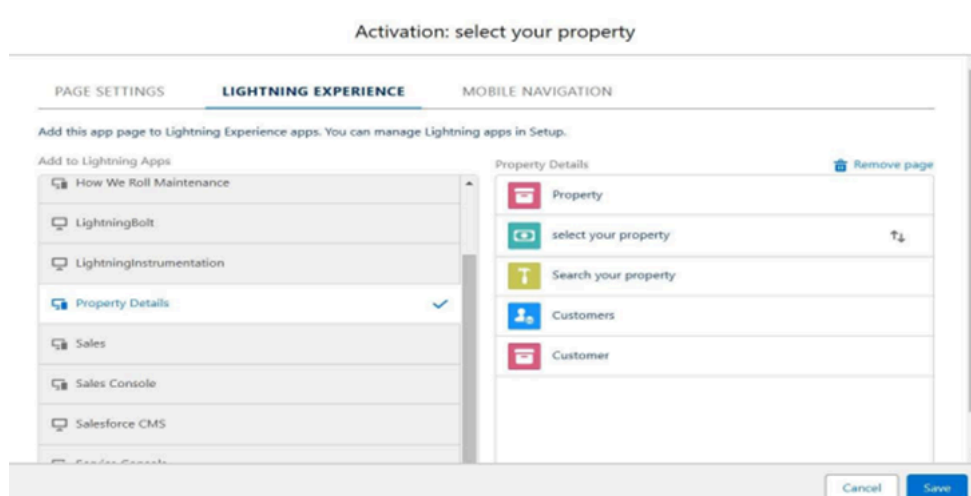 Activation: select your property
PAGE SETTINGS
LIGHTNING EXPERIENCE
MOBILE NAVIGATION
Add this app page to Lightning Experience apps. You can manage Lightning apps in Setup.
Add to Lightning Apps
How We Roll Maintenance
LightningBolt
LightningInstrumentation
Property Details
Sales
Sales Console
Salesforce CMS
Service Console
Property Details
Remove page
Property
select your property
Search your property
Customers
Customer
Cancel
Save